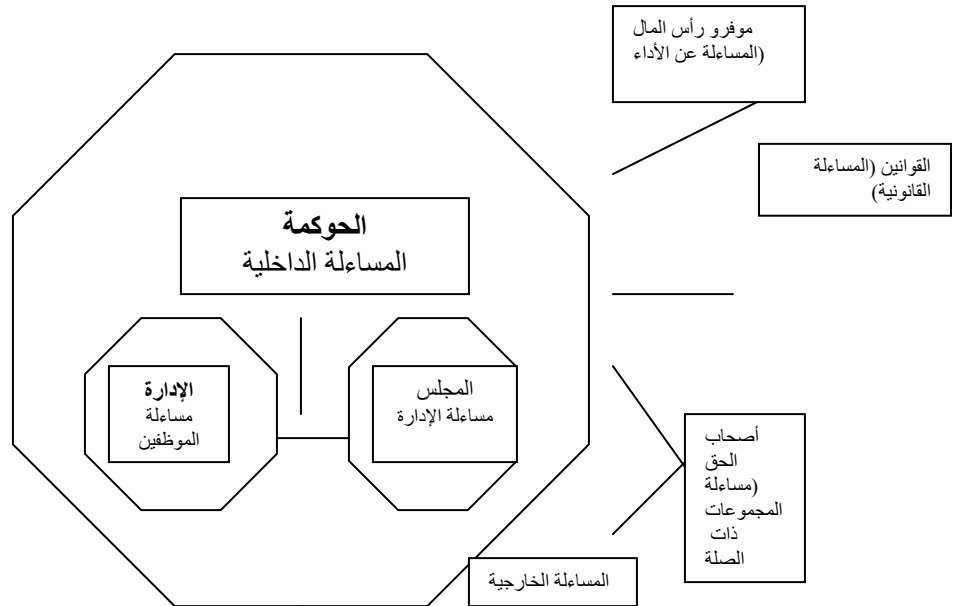 موفرو رأس المال
(المساءلة عن الأداء
القوانين (المساءلة
القانونية)
الحوكمة
المساءلة الداخلية
الإدارة
مساءلة
الموظفين
المجلس
مساءلة الإدارة
أصحاب
الحق
(مساءلة
المجموعات
ذات
الصلة
المساءلة الخارجية